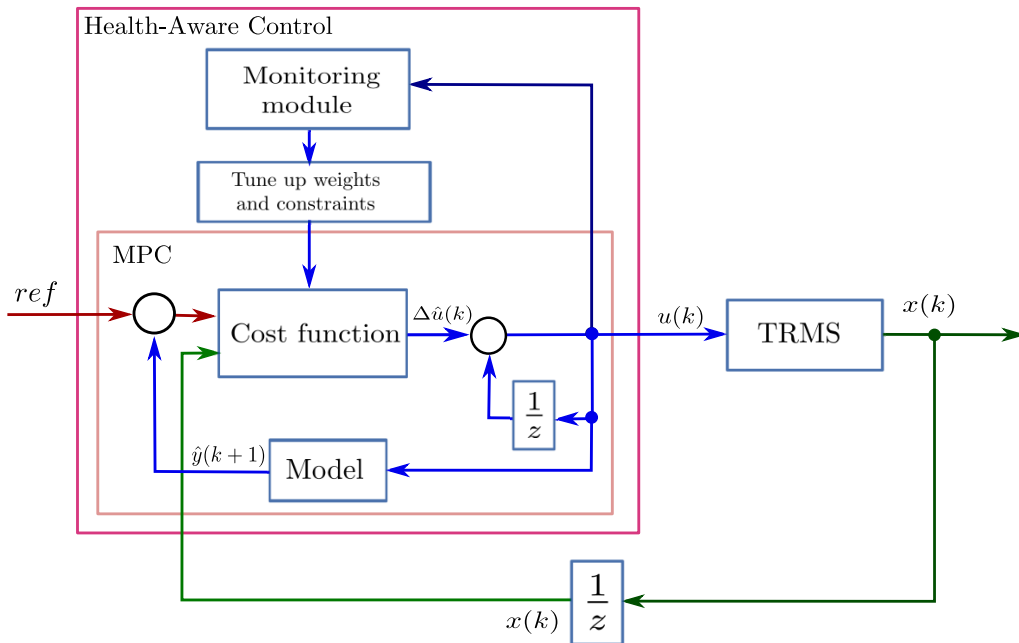 Health-Aware Control
Monitoring
module
Tune up weights
and constraints
MPC
ref
Cost function
Δû(k)
u(k)
TRMS
x(k)
1
z
ŷ(k + 1)
Model
x(k)
1
z